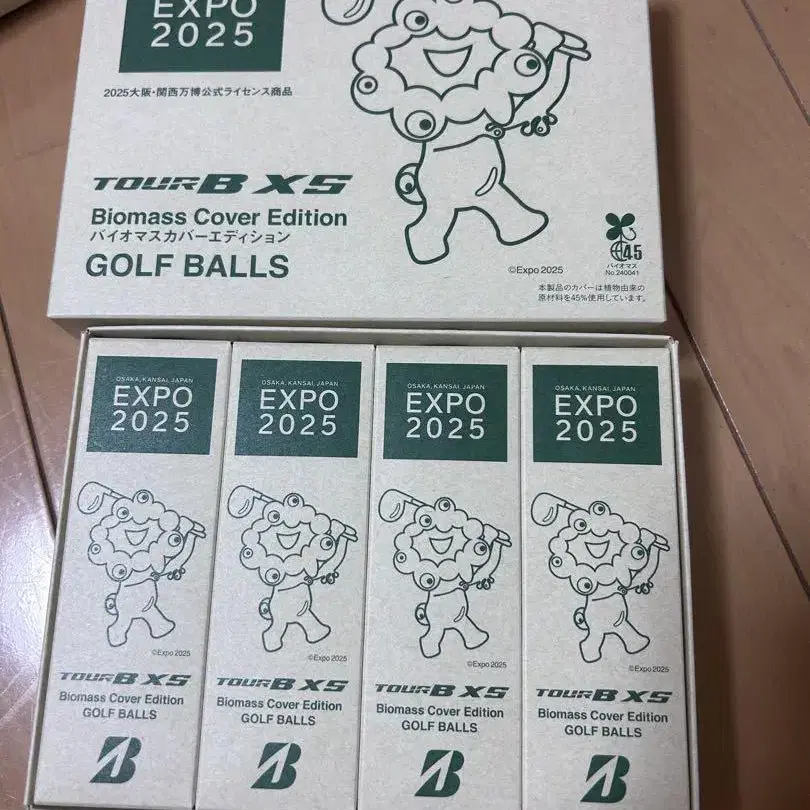 EXPO
2025
2025大阪・関西万博公式ライセンス商品
TOUR B XS
Biomass Cover Edition
バイオマスカバーエディション
GOLF BALLS
©Expo 2025
45
バイオマス
No.240041
本製品のカバーは植物由来の
原材料を45%使用しています。
OSAKA, KANSAI, JAPAN
EXPO
2025
©Expo 2025
TOUR B XS
Biomass Cover Edition
GOLF BALLS
B
OSAKA, KANSAI, JAPAN
EXPO
2025
©Expo 2025
TOUR B XS
Biomass Cover Edition
GOLF BALLS
B
OSAKA, KANSAI, JAPAN
EXPO
2025
©Expo 2025
TOUR B XS
Biomass Cover Edition
GOLF BALLS
B
OSAKA, KANSAI, JAPAN
EXPO
2025
©Expo 2025
TOUR B XS
Biomass Cover Edition
GOLF BALLS
B